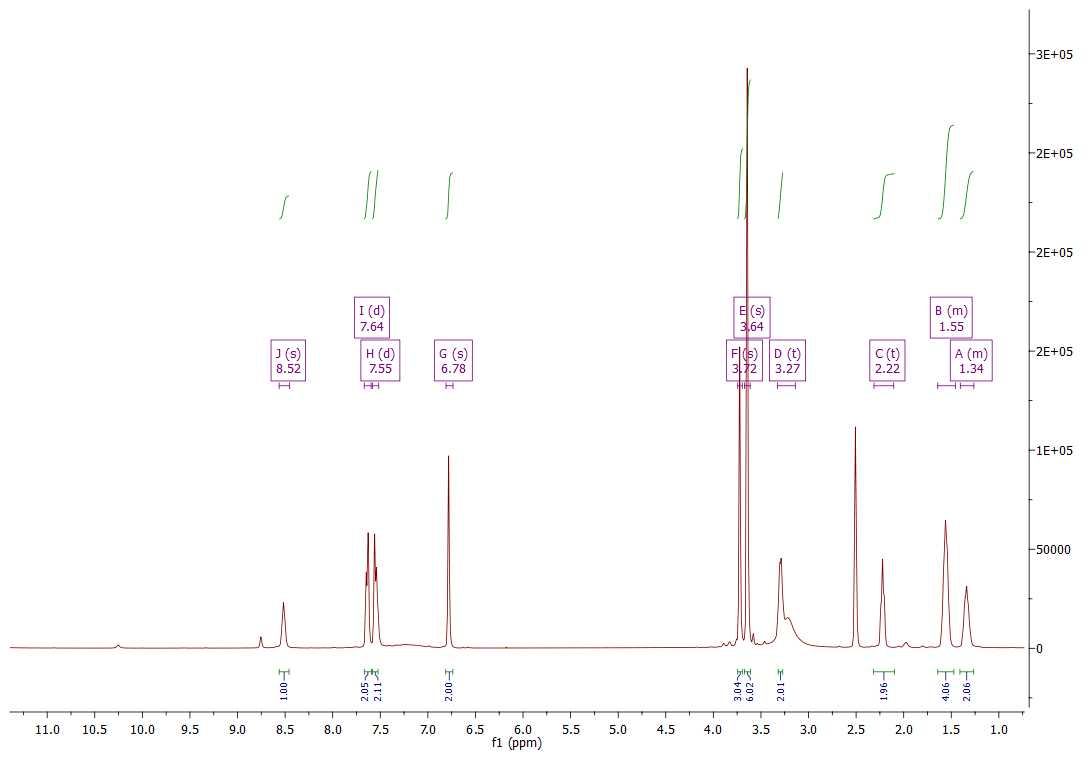 3E+05
2E+05
2E+05
2E+05
1E+05
50000
0
I (d)
7.64
E (s)
3.64
B (m)
1.55
J (s)
8.52
H (d)
7.55
G (s)
6.78
F (s)
3.72
D (t)
3.27
C (t)
2.22
A (m)
1.34
1.00
2.05
2.11
2.00
3.04
6.02
2.01
1.96
4.06
2.06
11.0 10.5 10.0 9.5 9.0 8.5 8.0 7.5 7.0 6.5 6.0 5.5 5.0 4.5 4.0 3.5 3.0 2.5 2.0 1.5 1.0
f1 (ppm)